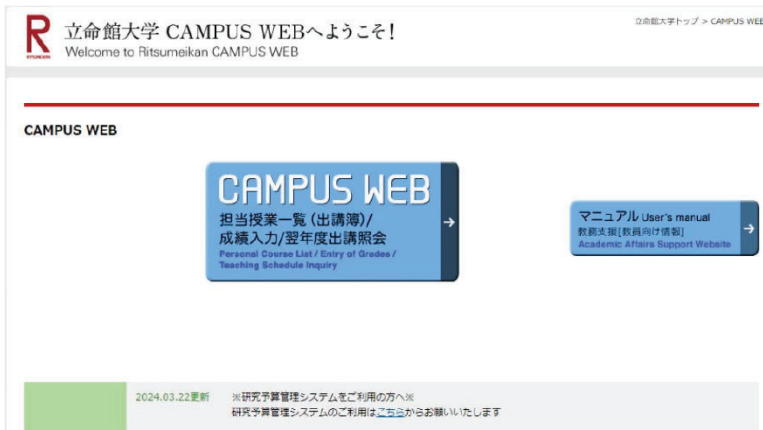 R
RITSUMEIKAN
立命館大学 CAMPUS WEBへようこそ!
Welcome to Ritsumeikan CAMPUS WEB
立命館大学トップ > CAMPUS WEB
CAMPUS WEB
CAMPUS WEB
担当授業一覧(出講簿)/
成績入力/翌年度出講照会
Personal Course List / Entry of Grades /
Teaching Schedule Inquiry
→
マニュアル User's manual
教務支援[教員向け情報]
Academic Affairs Support Website
→
2024.03.22更新 ※研究予算管理システムをご利用の方へ※
研究予算管理システムのご利用はこちらからお願いいたします